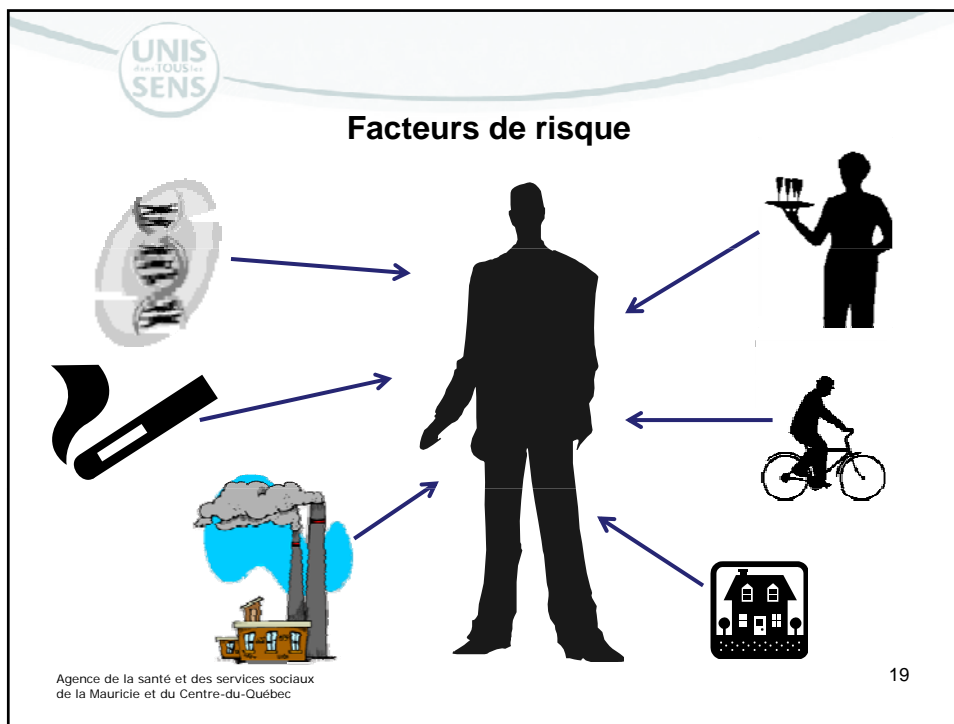 UNIS
dans TOUS les
SENS
Facteurs de risque
Agence de la santé et des services sociaux
de la Mauricie et du Centre-du-Québec
19